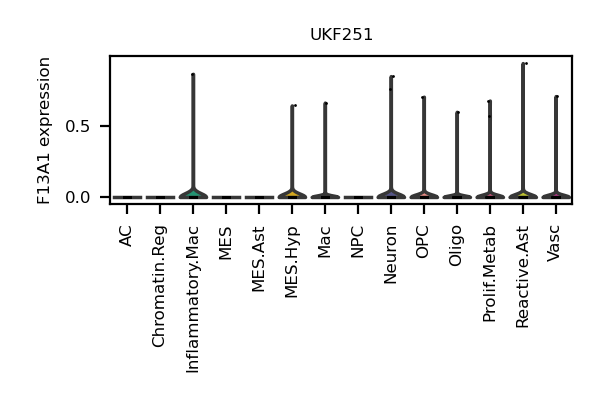 UKF251
F13A1 expression
0.5
0.0
AC
Chromatin.Reg
Inflammatory.Mac
MES
MES.Ast
MES.Hyp
Mac
NPC
Neuron
OPC
Oligo
Prolif.Metab
Reactive.Ast
Vasc